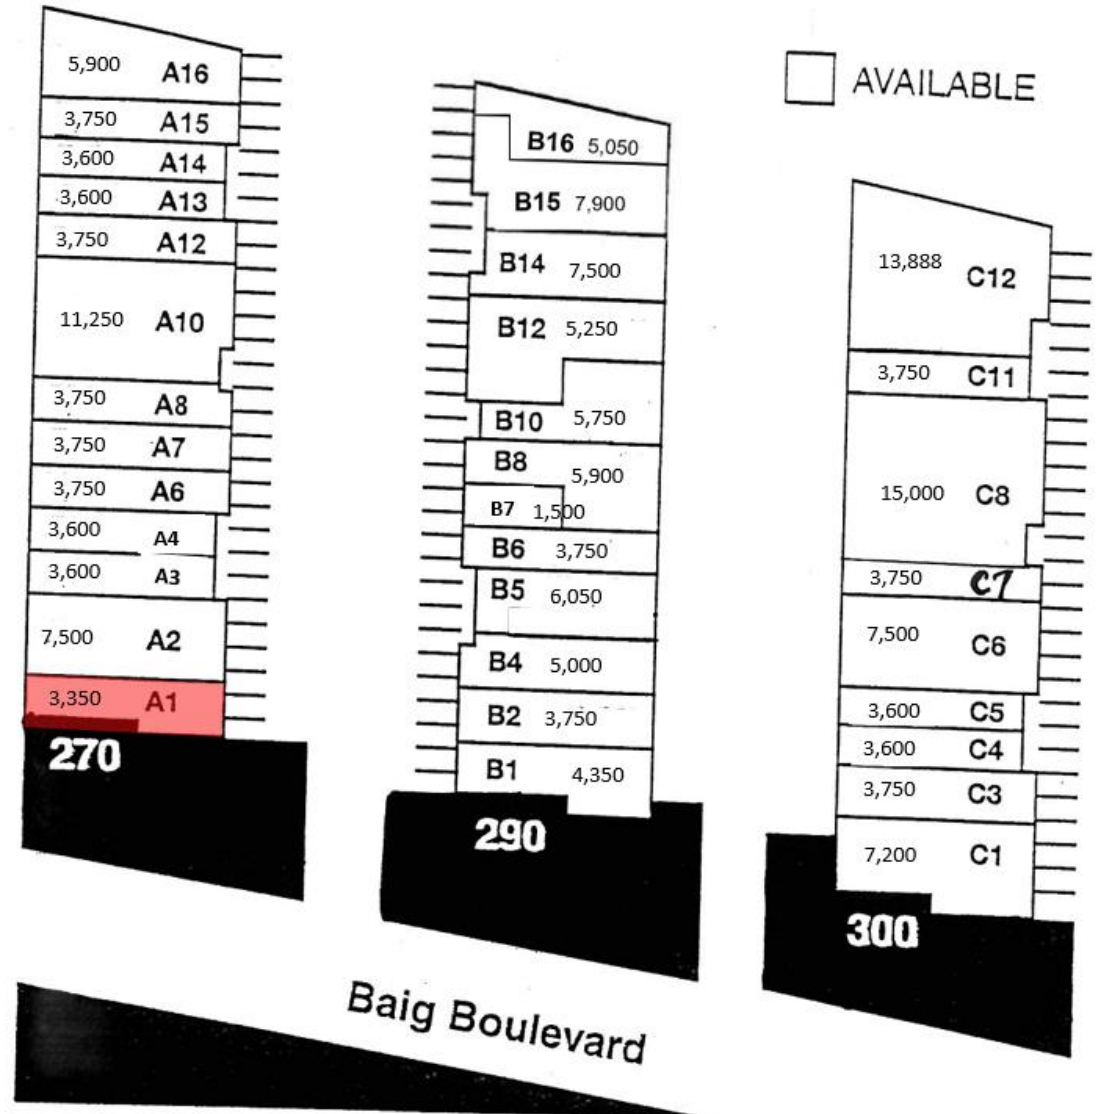 5,900 A16
3,750 A15
3,600 A14
3,600 A13
3,750 A12
11,250 A10
3,750 A8
3,750 A7
3,750 A6
3,600 A4
3,600 A3
7,500 A2
3,350 A1
270
B16 5,050
B15 7,900
B14 7,500
B12 5,250
B10 5,750
B8 5,900
B7 1,500
B6 3,750
B5 6,050
B4 5,000
B2 3,750
B1 4,350
290
AVAILABLE
13,888 C12
3,750 C11
15,000 C8
3,750 C7
7,500 C6
3,600 C5
3,600 C4
3,750 C3
7,200 C1
300
Baig Boulevard